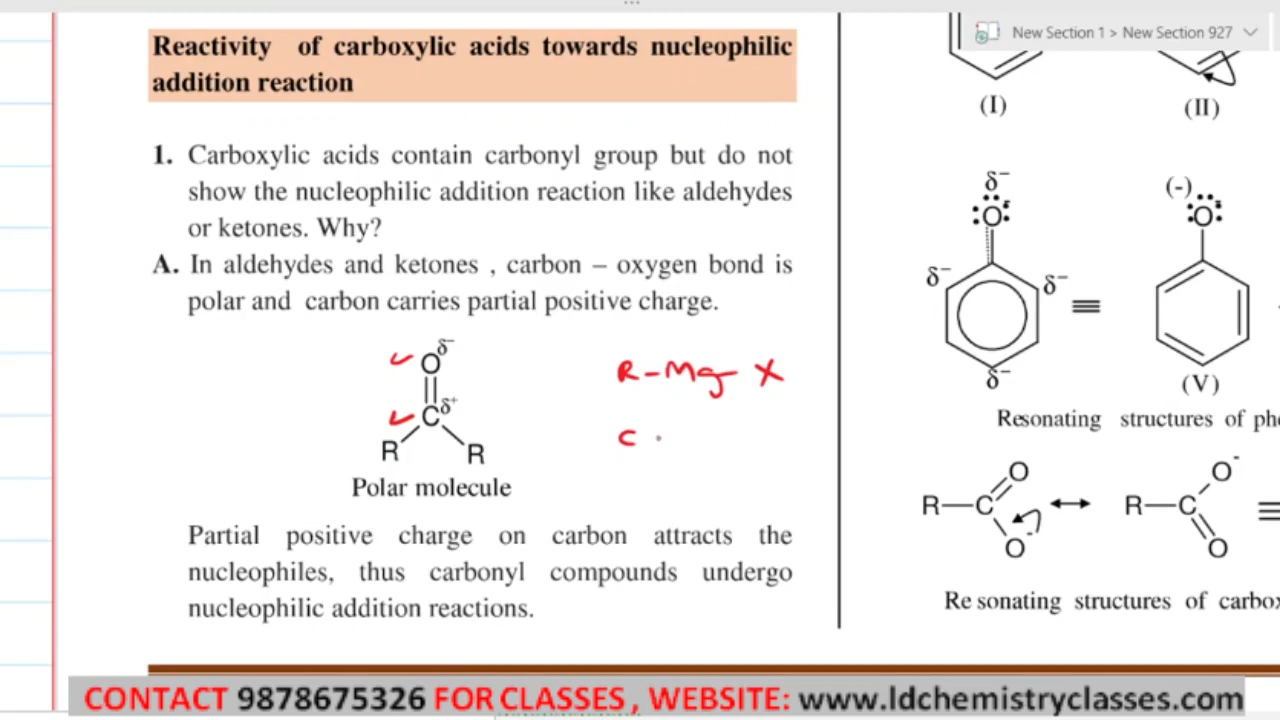 New Section 1 > New Section 927
Reactivity of carboxylic acids towards nucleophilic
addition reaction
1. Carboxylic acids contain carbonyl group but do not
show the nucleophilic addition reaction like aldehydes
or ketones. Why?
A. In aldehydes and ketones , carbon – oxygen bond is
polar and carbon carries partial positive charge.
O δ−
C δ+
R R
Polar molecule
R-Mg X
C
Partial positive charge on carbon attracts the
nucleophiles, thus carbonyl compounds undergo
nucleophilic addition reactions.
(I) (II)
δ− (-)
:O: :O:
δ− δ−
δ− (V)
Resonating structures of phe
O O-
R—C ↔ R—C ≡
O- O
Re sonating structures of carbox
CONTACT 9878675326 FOR CLASSES , WEBSITE: www.ldchemistryclasses.com